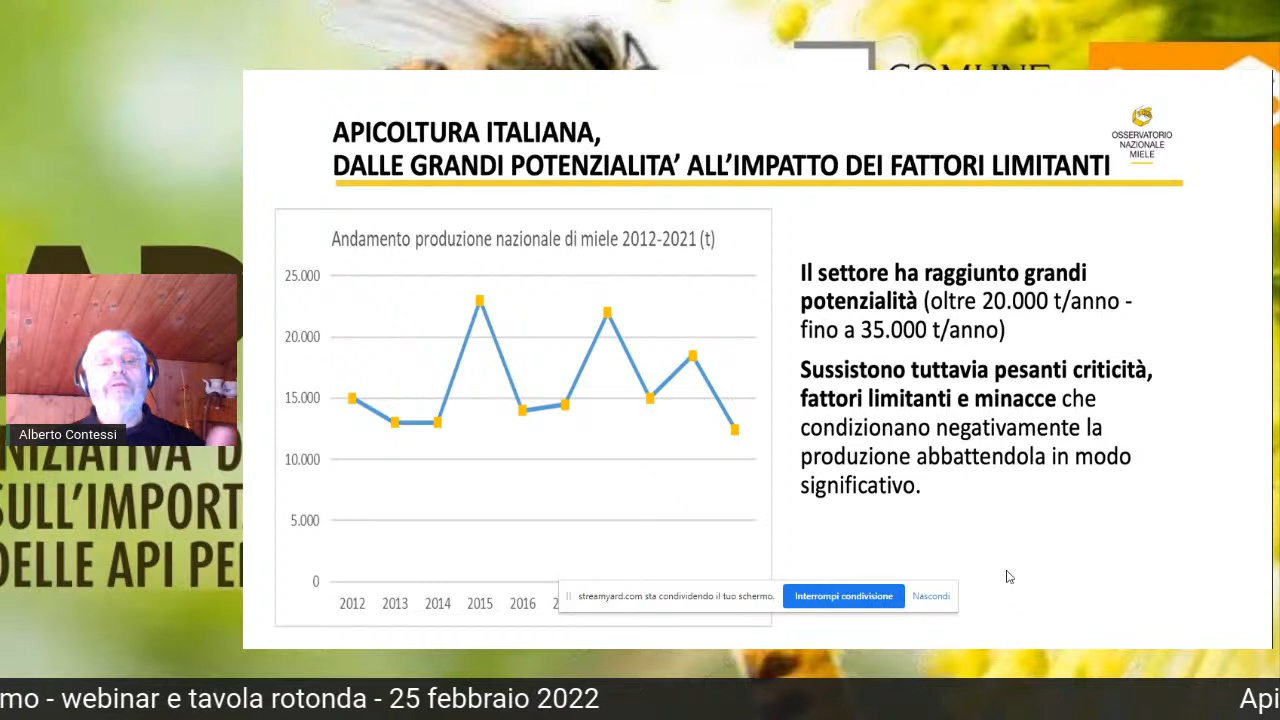 COMUNE
APICOLTURA ITALIANA,
DALLE GRANDI POTENZIALITA’ ALL’IMPATTO DEI FATTORI LIMITANTI
OSSERVATORIO
NAZIONALE
MIELE
Andamento produzione nazionale di miele 2012-2021 (t)
25.000
20.000
15.000
10.000
5.000
0
2012 2013 2014 2015 2016
Il settore ha raggiunto grandi
potenzialità (oltre 20.000 t/anno -
fino a 35.000 t/anno)
Sussistono tuttavia pesanti criticità,
fattori limitanti e minacce che
condizionano negativamente la
produzione abbattendola in modo
significativo.
streamyard.com sta condividendo il tuo schermo. Interrompi condivisione Nascondi
Alberto Contessi
NIZIATIVA D
SULL’IMPORT
DELLE API PE
mo - webinar e tavola rotonda - 25 febbraio 2022
Api